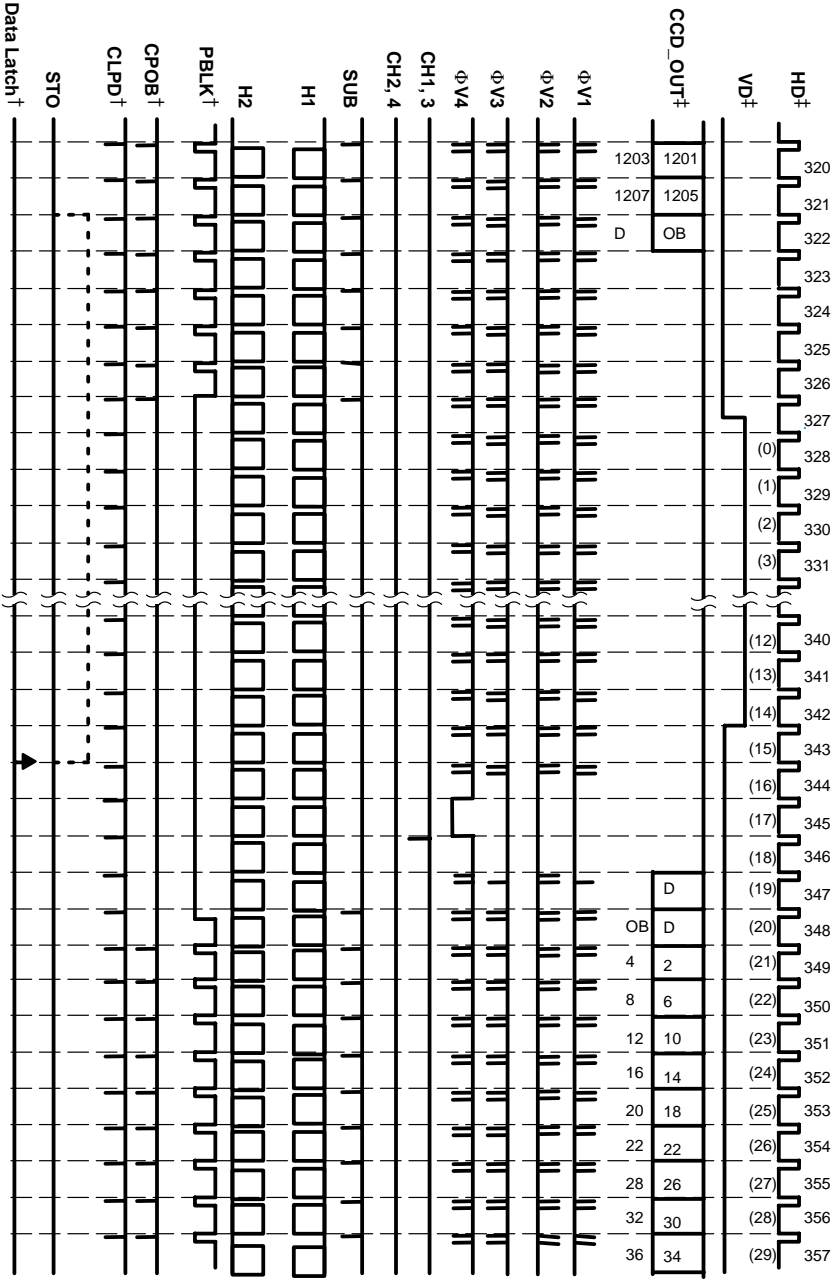 HD‡
VD‡
CCD_OUT‡
ΦV1
ΦV2
ΦV3
ΦV4
CH1, 3
CH2, 4
SUB
H1
H2
PBLK†
CPOB†
CLPD†
STO
Data Latch†
1203 1201 320
1207 1205 321
D OB 322
323
324
325
326
327
(0) 328
(1) 329
(2) 330
(3) 331
(12) 340
(13) 341
(14) 342
(15) 343
(16) 344
(17) 345
(18) 346
D (19) 347
OB D (20) 348
4 2 (21) 349
8 6 (22) 350
12 10 (23) 351
16 14 (24) 352
20 18 (25) 353
22 22 (26) 354
28 26 (27) 355
32 30 (28) 356
36 34 (29) 357